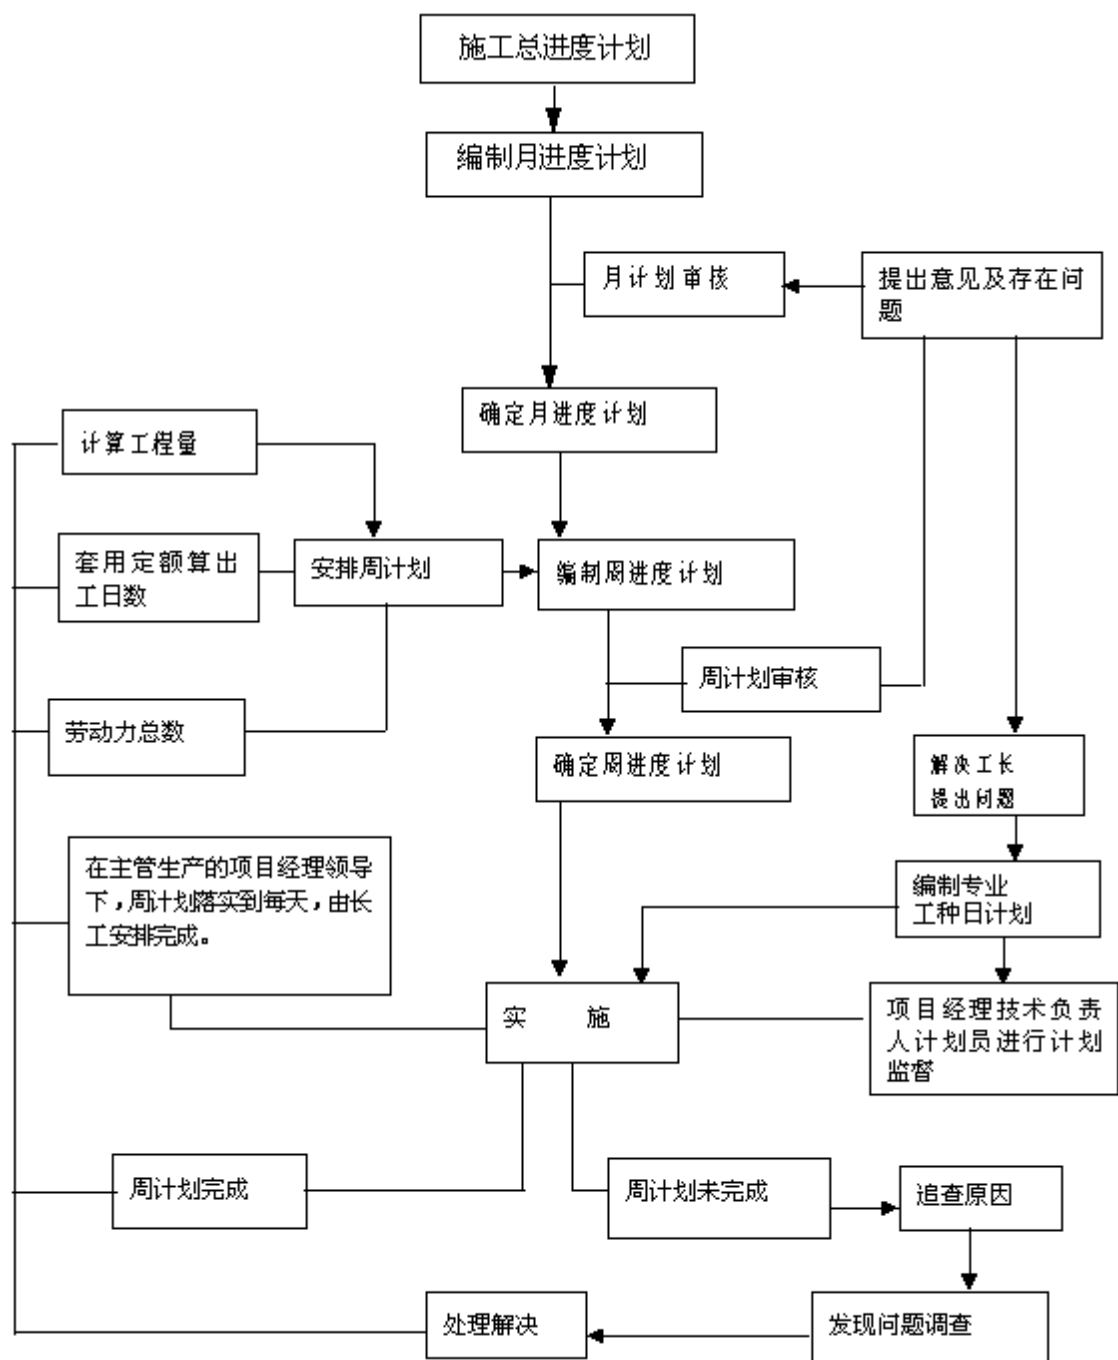 施工总进度计划
编制月进度计划
月计划审核
提出意见及存在问
题
确定月进度计划
计算工程量
套用定额算出
工日数
安排周计划
编制周进度计划
周计划审核
劳动力总数
确定周进度计划
解决工长
提出问题
在主管生产的项目经理领导
下，周计划落实到每天，由长
工安排完成。
编制专业
工种日计划
实 施
项目经理技术负责
人计划员进行计划
监督
周计划完成
周计划未完成
追查原因
处理解决
发现问题调查